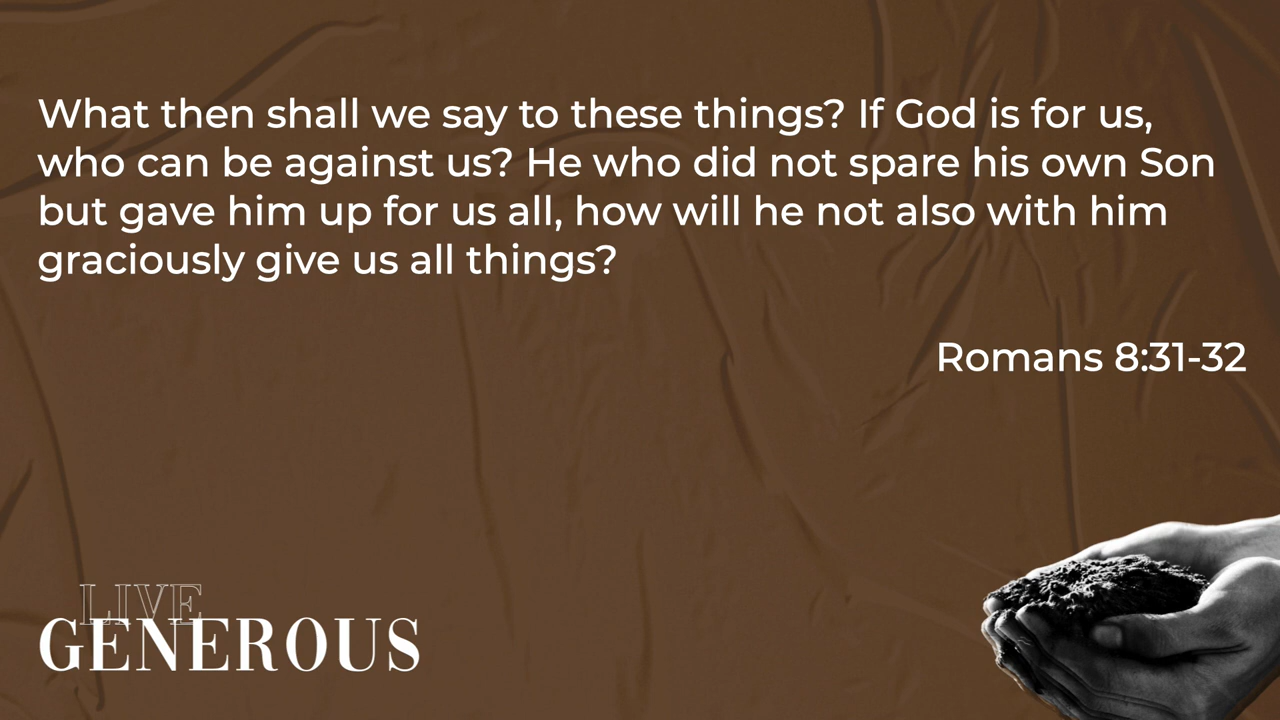 What then shall we say to these things? If God is for us,
who can be against us? He who did not spare his own Son
but gave him up for us all, how will he not also with him
graciously give us all things?
Romans 8:31-32
LIVE
GENEROUS